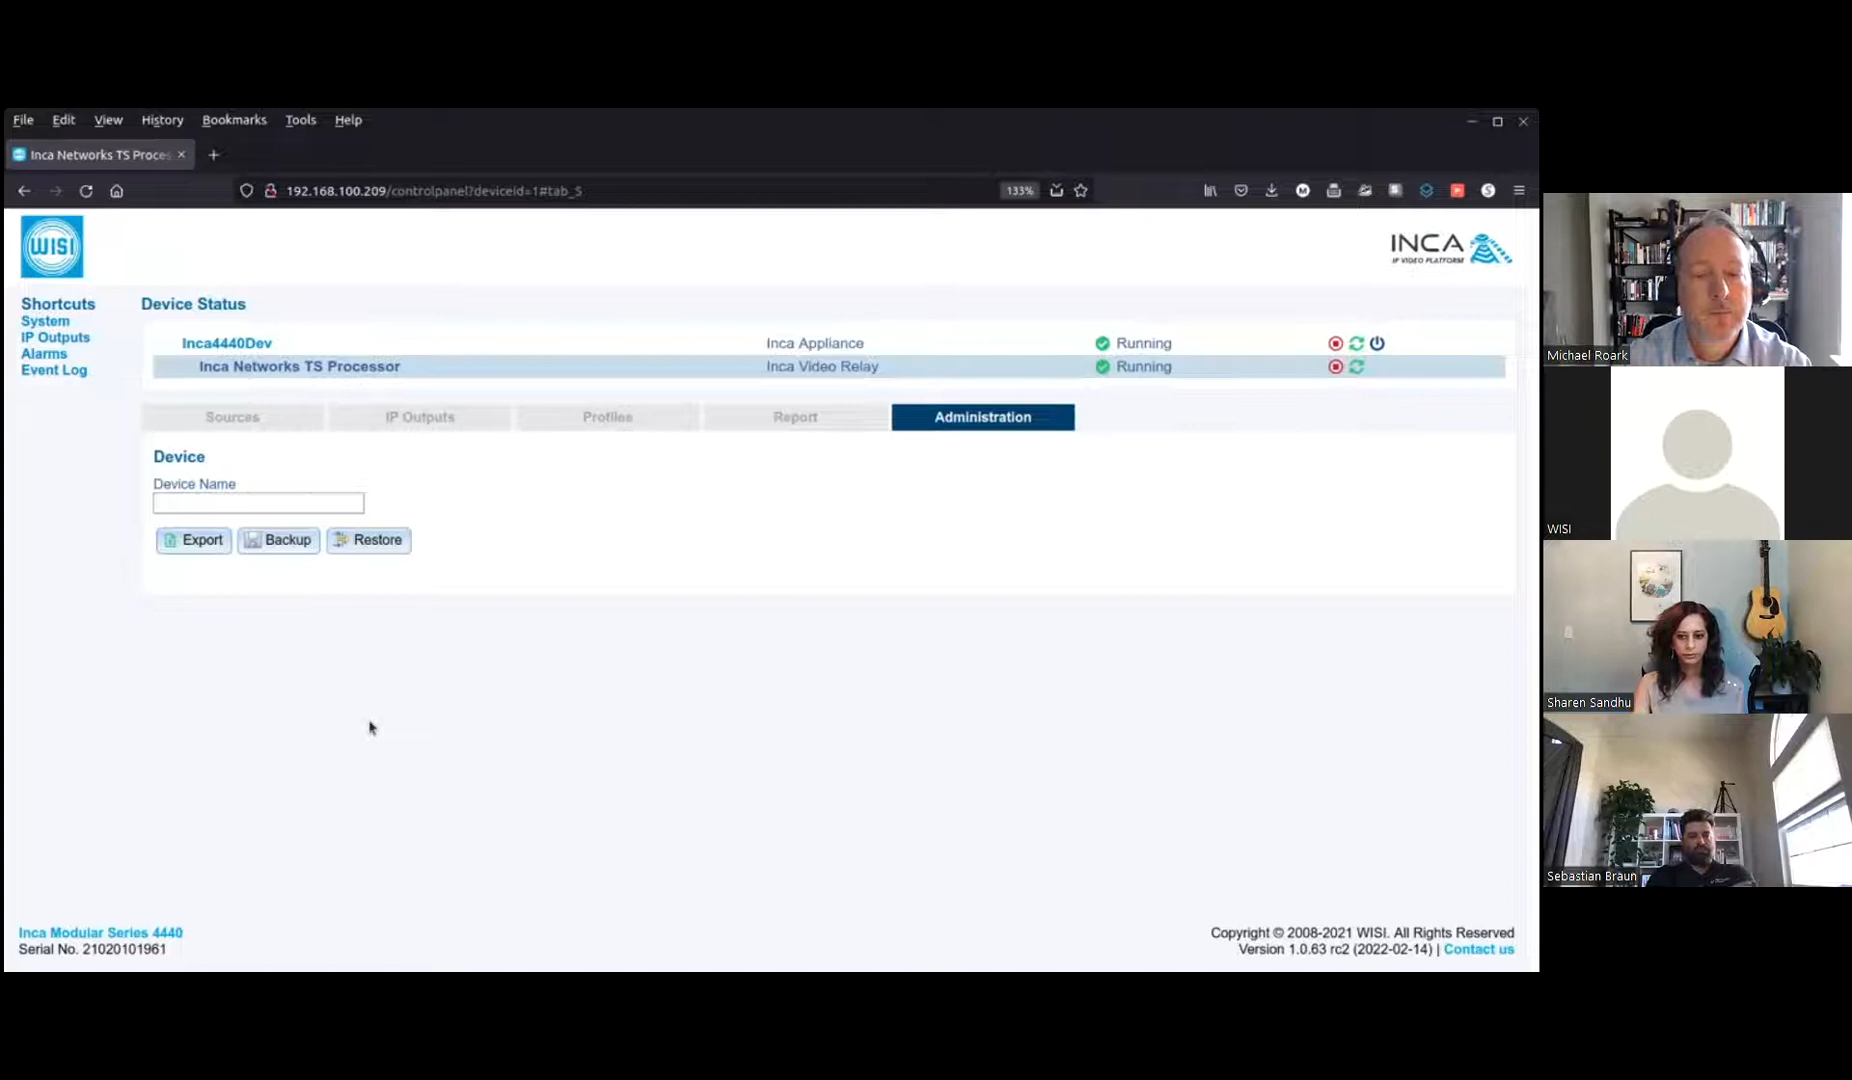 File Edit View History Bookmarks Tools Help
Inca Networks TS Proces
192.168.100.209/controlpanel?deviceid=1#tab_5
133%
WISI
INCA
IP VIDEO PLATFORM
Shortcuts
System
IP Outputs
Alarms
Event Log
Device Status
Inca4440Dev Inca Appliance Running
Inca Networks TS Processor Inca Video Relay Running
Sources IP Outputs Profiles Report Administration
Device
Device Name
Export Backup Restore
Inca Modular Series 4440
Serial No. 21020101961
Copyright © 2008-2021 WISI. All Rights Reserved
Version 1.0.63 rc2 (2022-02-14) | Contact us
Michael Roark
WISI
Sharen Sandhu
Sebastian Braun